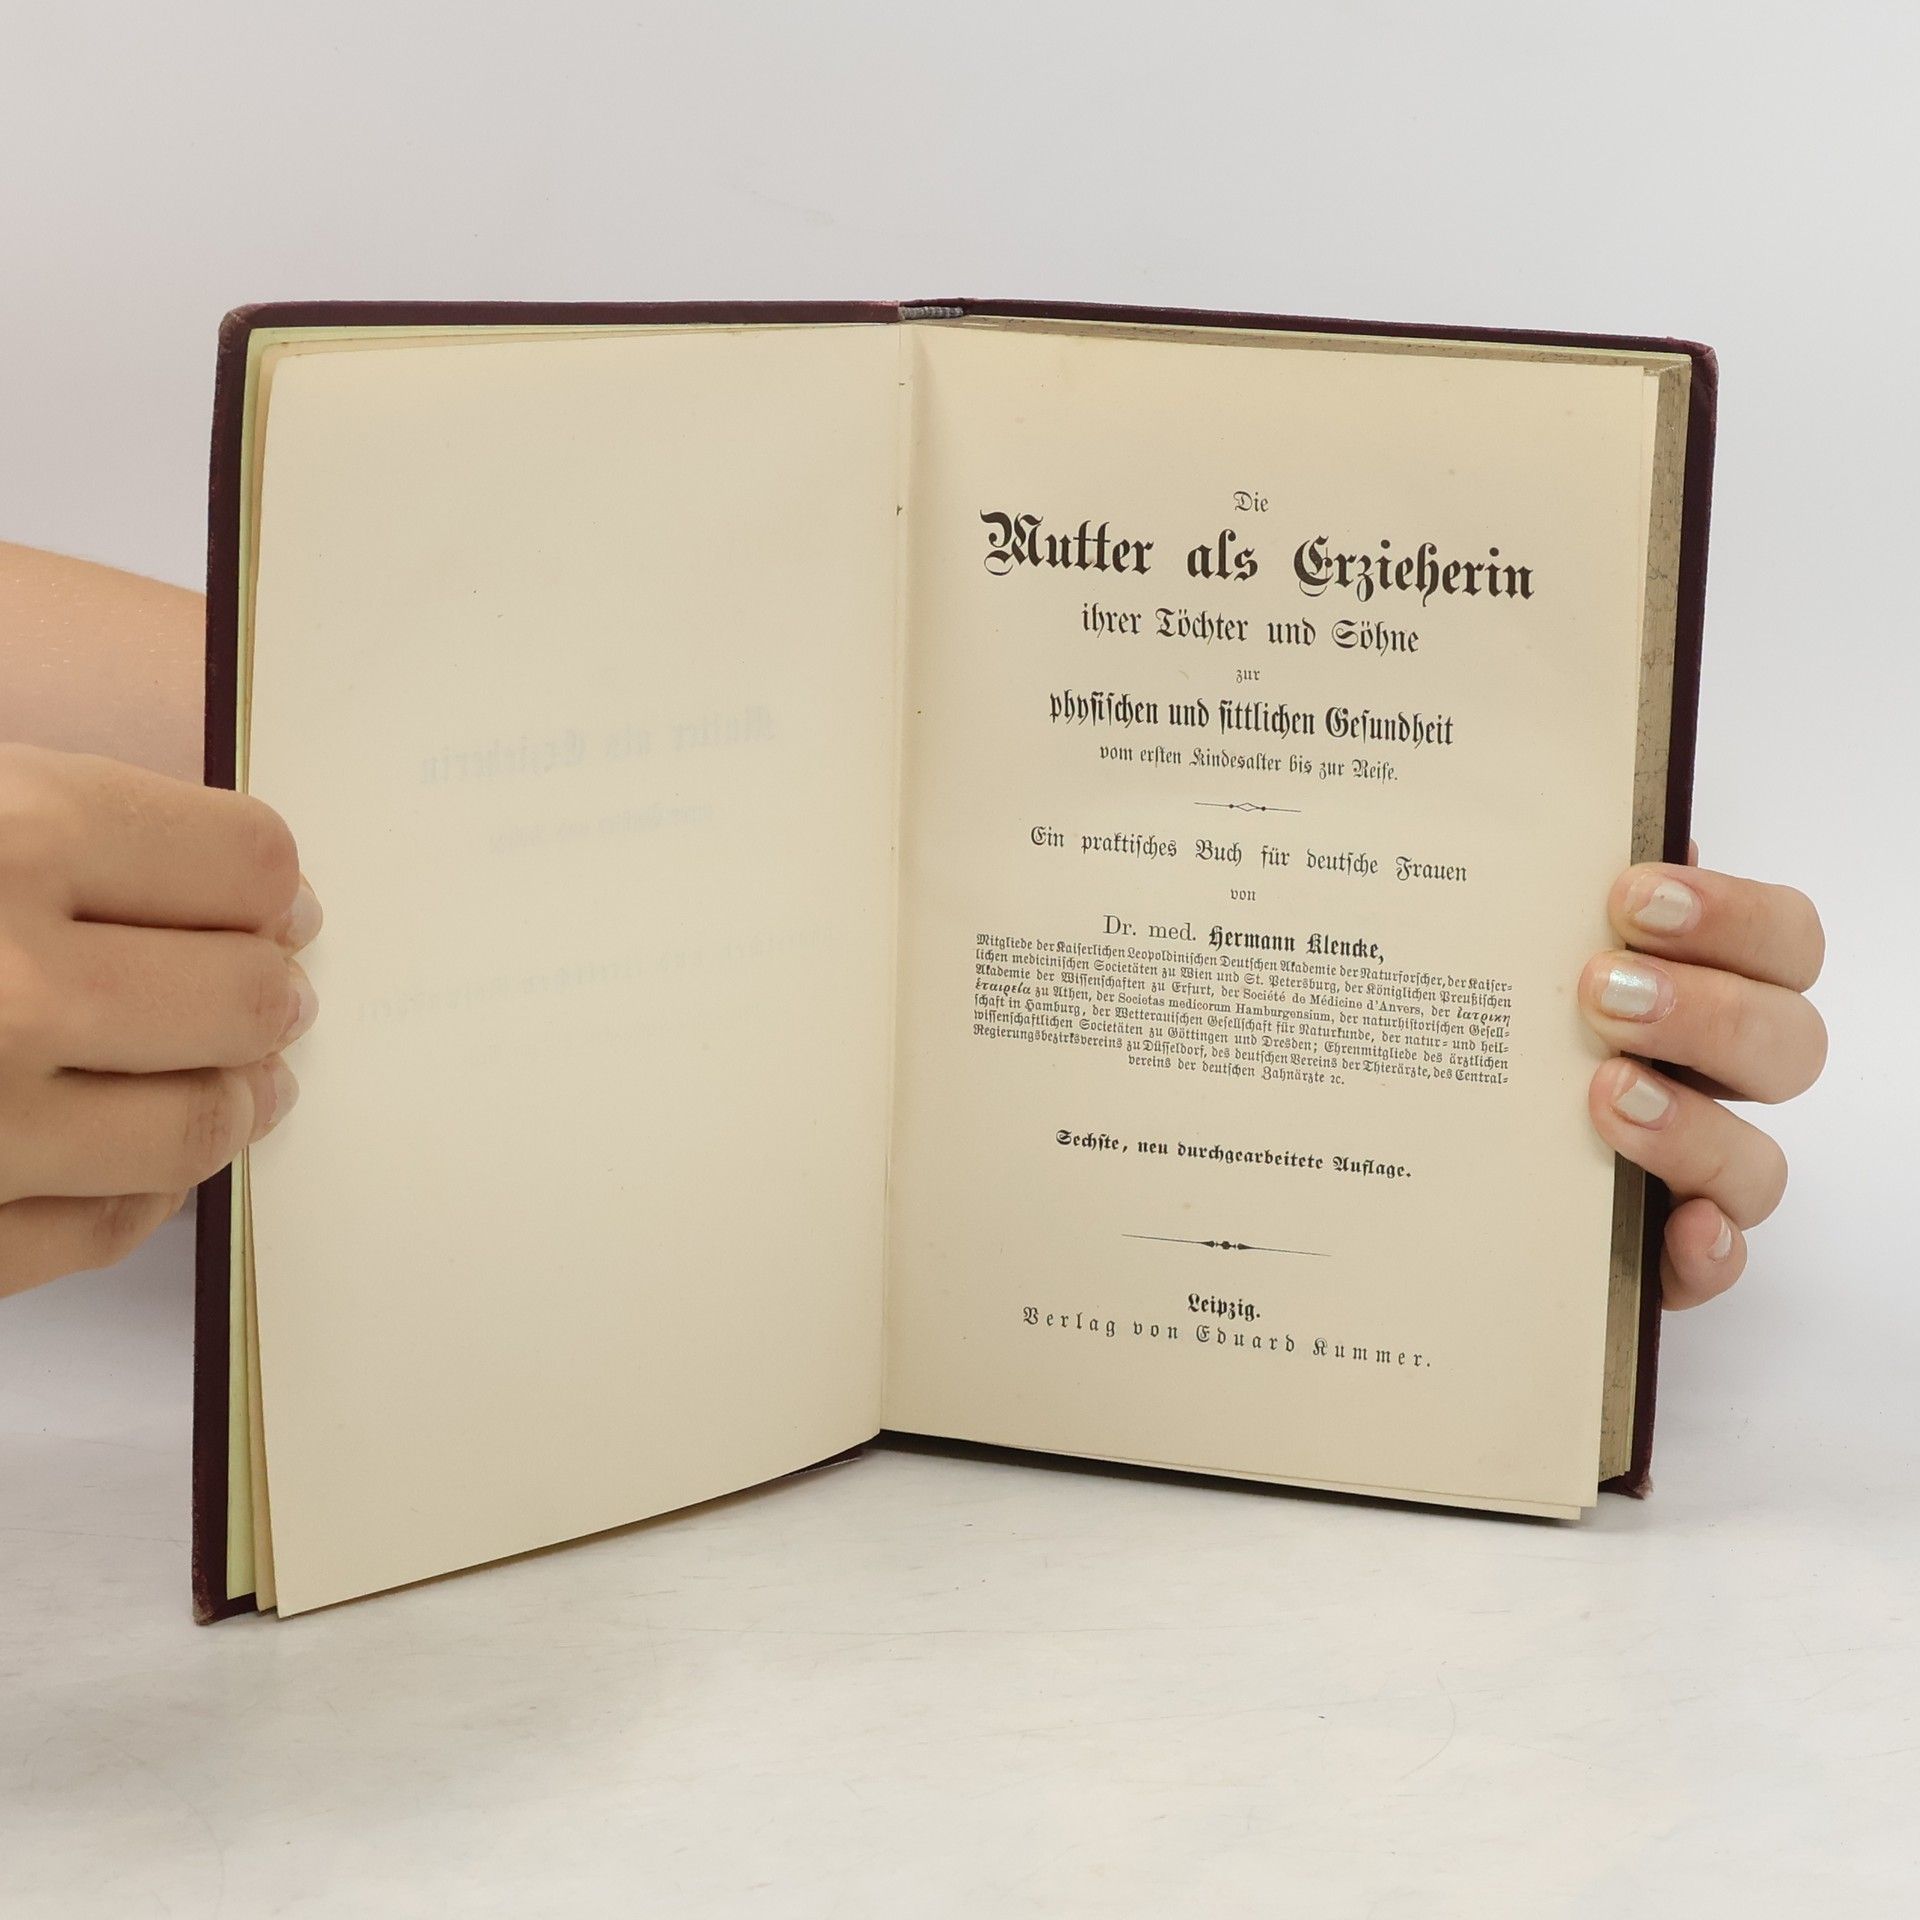 Die
Mutter als Erzieherin
ihrer Töchter und Söhne
zur
physischen und sittlichen Gesundheit
vom ersten Kindesalter bis zur Reife.
Ein praktisches Buch für deutsche Frauen
von
Dr. med. Hermann Klencke,
Mitgliede der Kaiserlichen Leopoldinischen Deutschen Akademie der Naturforscher, der Kaiser-
lichen medicinischen Societäten zu Wien und St. Petersburg, der Königlichen Preußischen
Akademie der Wissenschaften zu Erfurt, der Société de Médicine d'Anvers, der ἰατρικη
ἑταιρεία zu Athen, der Societas medicorum Hamburgensium, der naturhistorischen Gesell-
schaft in Hamburg, der Wetterauischen Gesellschaft für Naturkunde, der natur- und heil-
wissenschaftlichen Societäten zu Göttingen und Dresden; Ehrenmitgliede des ärztlichen
Regierungsbezirksvereins zu Düsseldorf, des deutschen Vereins der Thierärzte, des Central-
vereins der deutschen Zahnärzte ꝛc.
Sechste, neu durchgearbeitete Auflage.
Leipzig.
Verlag von Eduard Kummer.